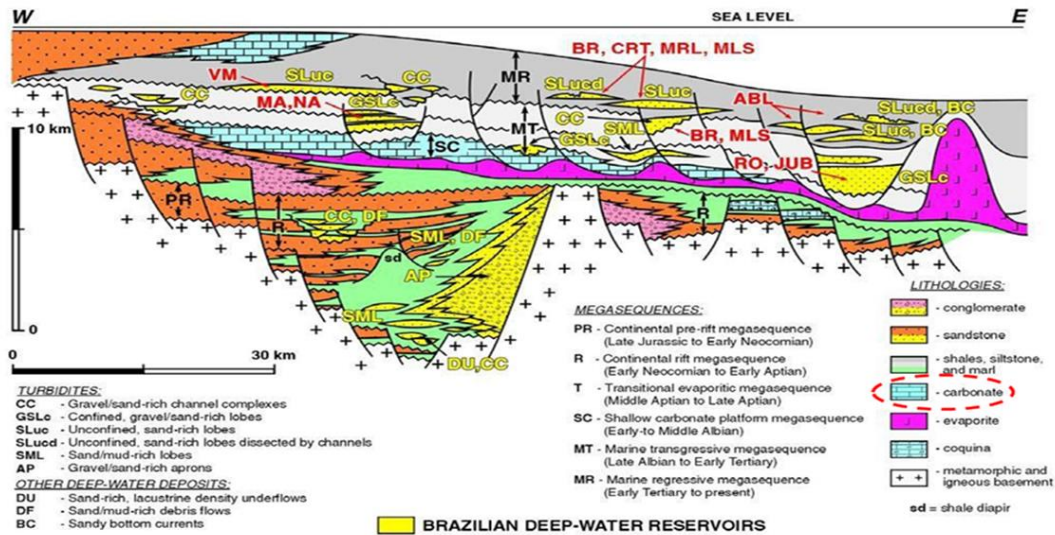 W
SEA LEVEL
E
BR, CRT, MRL, MLS
VM
SLuc
CC
MR
SLucd
SLuc
CC
MA,NA
CC
GSLc
CC
ABL
SLucd, BC
MT
GSLc
SML
SLuc, BC
10 km
SC
BR, MLS
RO, JUB
GSLc
PR
R
CC, DF
R
SML, DF
sd
AP
SML
0
DU,CC
0
30 km
TURBIDITES:
CC - Gravel/sand-rich channel complexes
GSLc - Confined, gravel/sand-rich lobes
SLuc - Unconfined, sand-rich lobes
SLucd - Unconfined, sand-rich lobes dissected by channels
SML - Sand/mud-rich lobes
AP - Gravel/sand-rich aprons
OTHER DEEP-WATER DEPOSITS:
DU - Sand-rich, lacustrine density underflows
DF - Sand/mud-rich debris flows
BC - Sandy bottom currents
MEGASEQUENCES:
PR - Continental pre-rift megasequence
(Late Jurassic to Early Neocomian)
R - Continental rift megasequence
(Early Neocomian to Early Aptian)
T - Transitional evaporitic megasequence
(Middle Aptian to Late Aptian)
SC - Shallow carbonate platform megasequence
(Early-to Middle Albian)
MT - Marine transgressive megasequence
(Late Albian to Early Tertiary)
MR - Marine regressive megasequence
(Early Tertiary to present)
LITHOLOGIES:
- conglomerate
- sandstone
- shales, siltstone,
and marl
- carbonate
- evaporite
- coquina
- metamorphic and
igneous basement
sd = shale diapir
BRAZILIAN DEEP-WATER RESERVOIRS